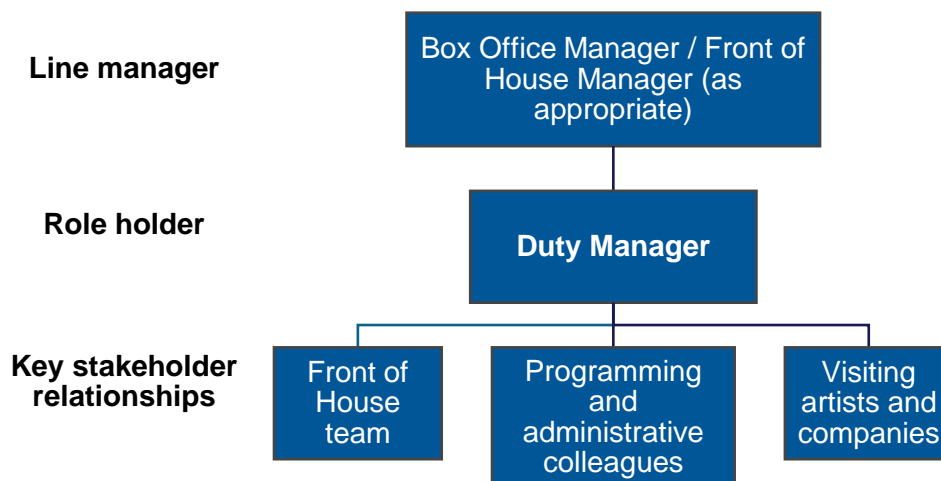 Line manager
Box Office Manager / Front of
House Manager (as
appropriate)
Role holder
Duty Manager
Key stakeholder
relationships
Front of
House
team
Programming
and
administrative
colleagues
Visiting
artists and
companies